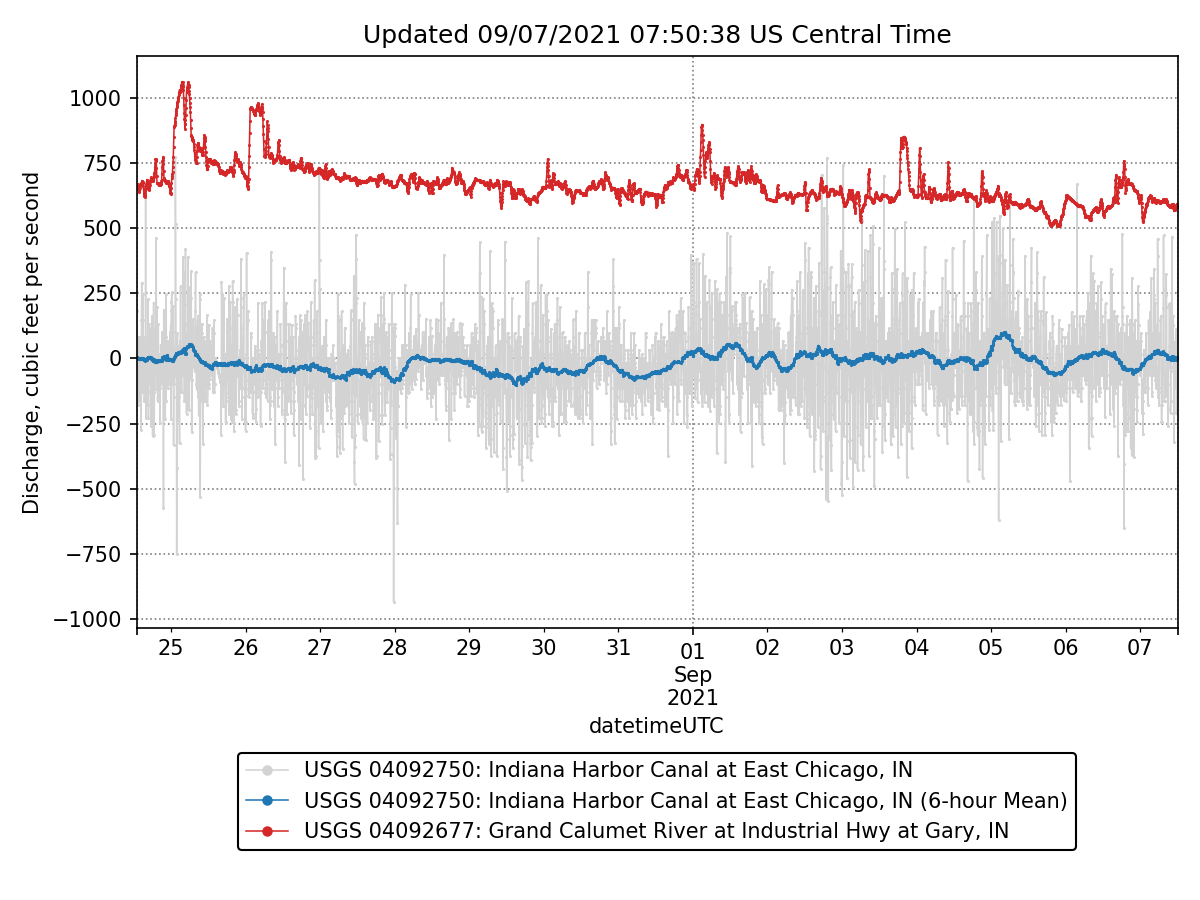 Updated 09/07/2021 07:50:38 US Central Time
Discharge, cubic feet per second
1000
750
500
250
0
−250
−500
−750
−1000
25 26 27 28 29 30 31 01 02 03 04 05 06 07
Sep
2021
datetimeUTC
USGS 04092750: Indiana Harbor Canal at East Chicago, IN
USGS 04092750: Indiana Harbor Canal at East Chicago, IN (6-hour Mean)
USGS 04092677: Grand Calumet River at Industrial Hwy at Gary, IN